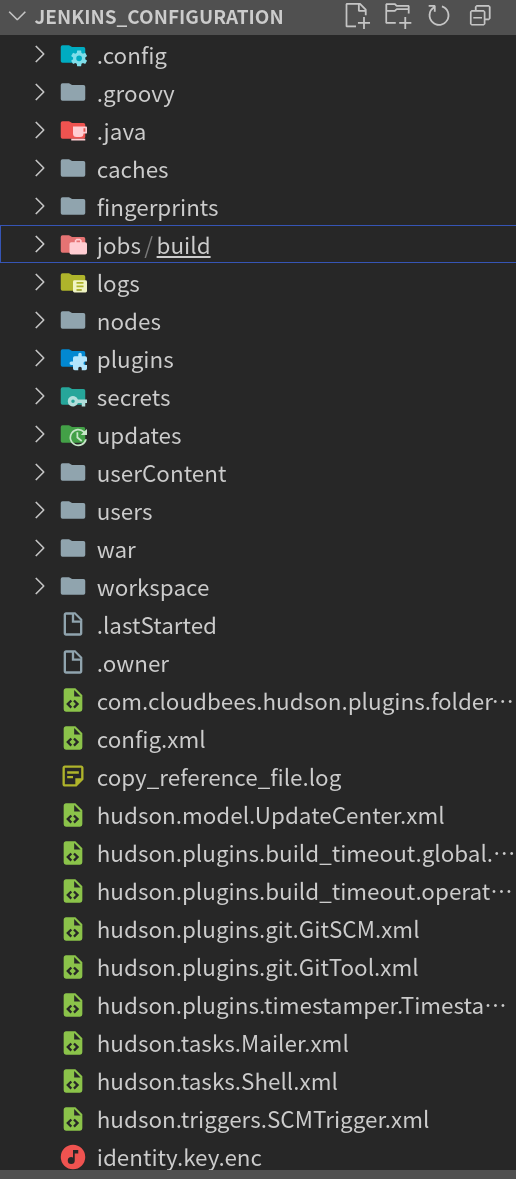 JENKINS_CONFIGURATION
.config
.groovy
.java
caches
fingerprints
jobs/build
logs
nodes
plugins
secrets
updates
userContent
users
war
workspace
.lastStarted
.owner
com.cloudbees.hudson.plugins.folder···
config.xml
copy_reference_file.log
hudson.model.UpdateCenter.xml
hudson.plugins.build_timeout.global.···
hudson.plugins.build_timeout.operat···
hudson.plugins.git.GitSCM.xml
hudson.plugins.git.GitTool.xml
hudson.plugins.timestamper.Timesta···
hudson.tasks.Mailer.xml
hudson.tasks.Shell.xml
hudson.triggers.SCMTrigger.xml
identity.key.enc